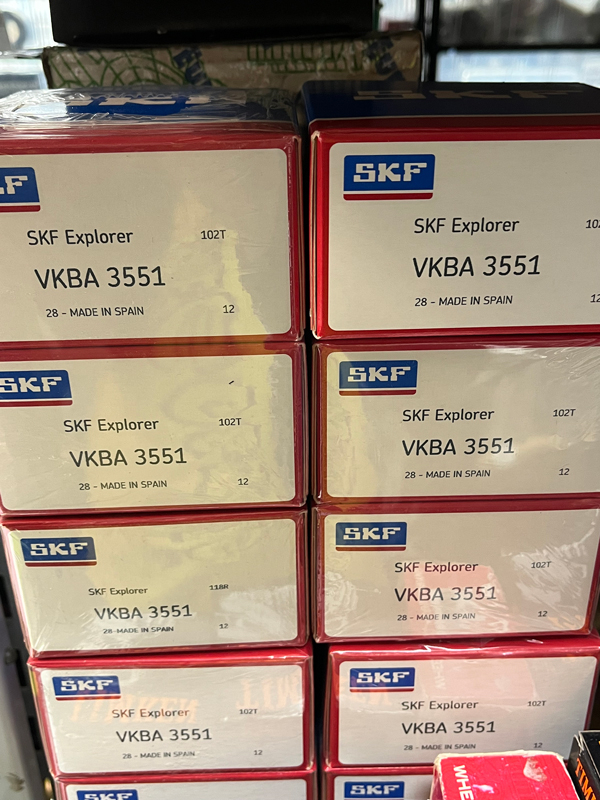 SKF
SKF
SKF Explorer 102T
VKBA 3551
28 - MADE IN SPAIN 12
SKF
SKF Explorer
VKBA 3551
28 - MADE IN SPAIN
SKF
SKF Explorer 102T
VKBA 3551
28 - MADE IN SPAIN 12
SKF
SKF Explorer 102T
VKBA 3551
28 - MADE IN SPAIN 12
SKF
SKF Explorer 118R
VKBA 3551
28-MADE IN SPAIN 12
SKF
SKF Explorer 102T
VKBA 3551
28 - MADE IN SPAIN 12
SKF
SKF Explorer 102T
VKBA 3551
28 - MADE IN SPAIN 12
SKF
SKF Explorer 102T
VKBA 3551
28 - MADE IN SPAIN 12
SKF
SKF
WHE